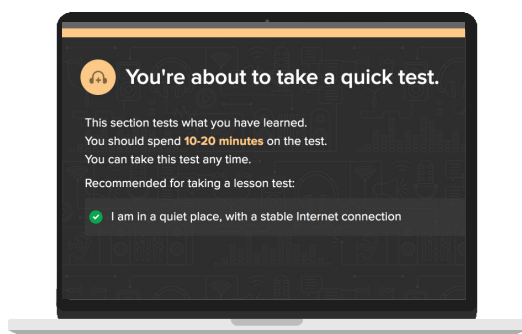 You're about to take a quick test.
This section tests what you have learned.
You should spend 10-20 minutes on the test.
You can take this test any time.
Recommended for taking a lesson test:
I am in a quiet place, with a stable Internet connection